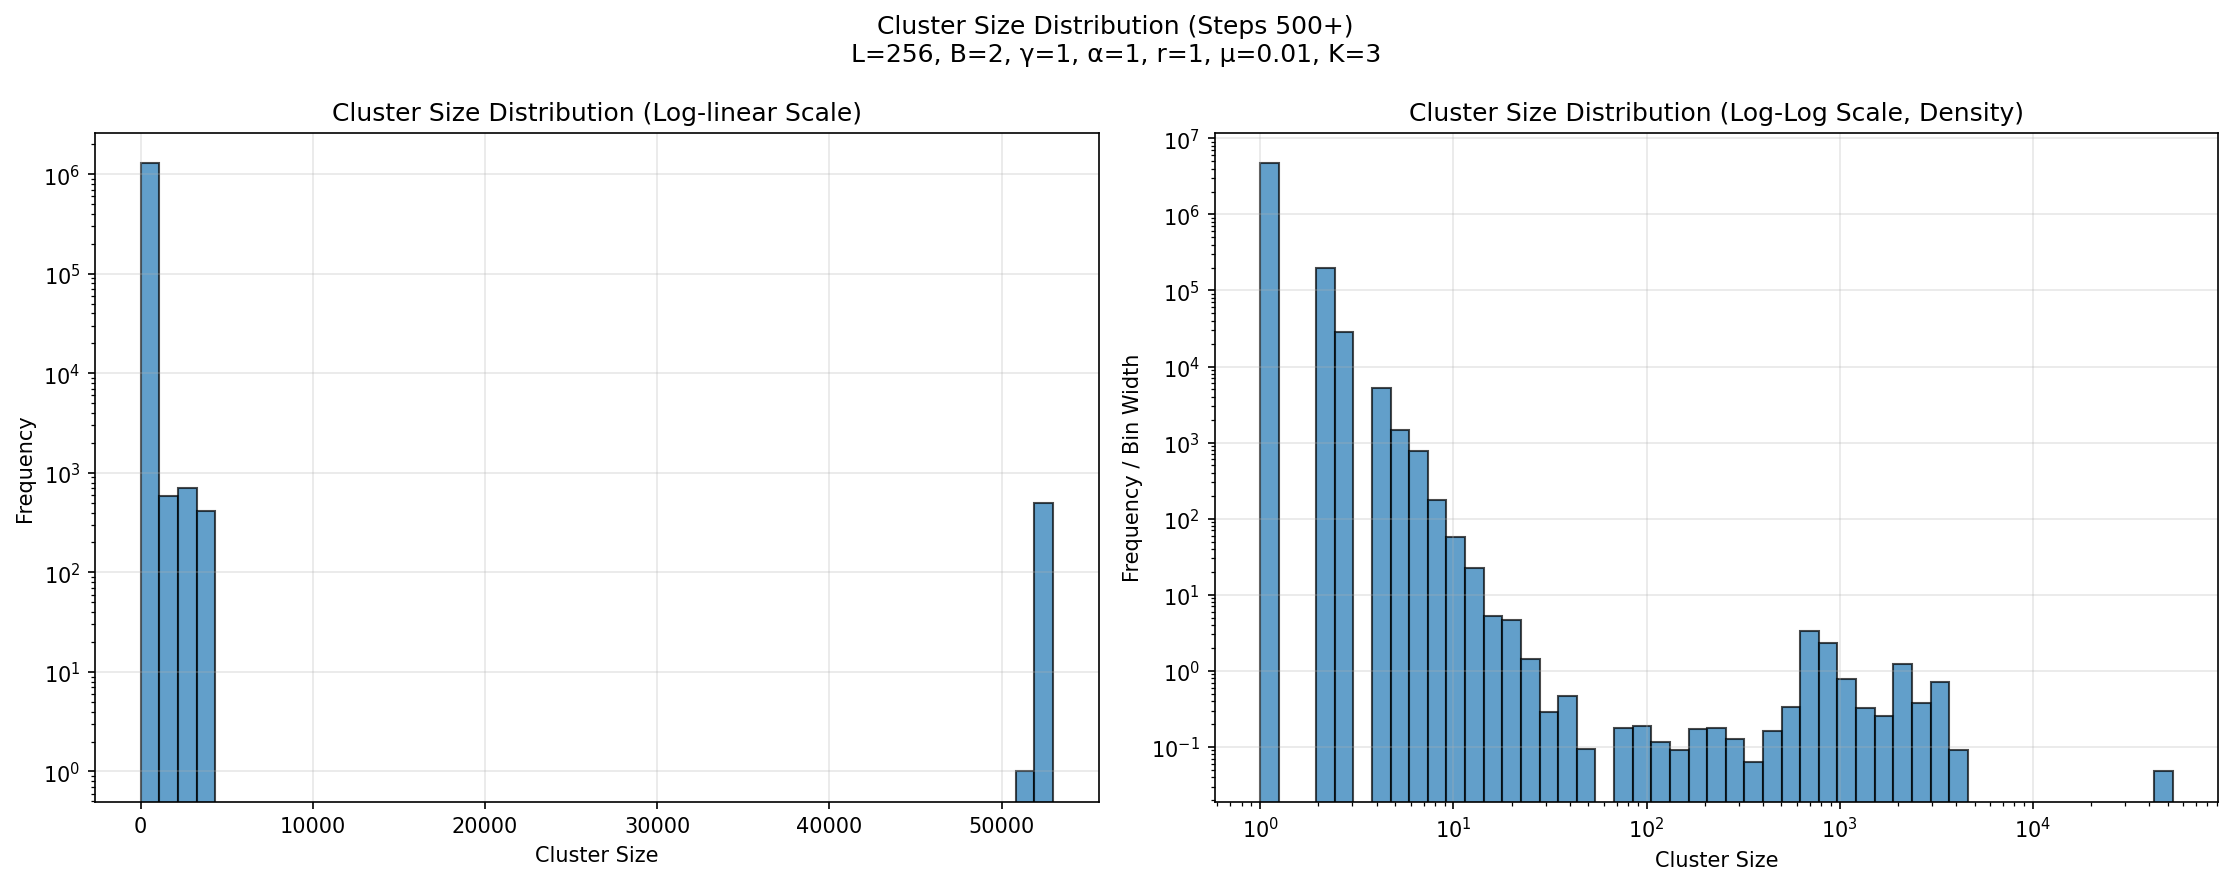 Cluster Size Distribution (Steps 500+)
L=256, B=2, γ=1, α=1, r=1, μ=0.01, K=3
Cluster Size Distribution (Log-linear Scale)
10⁶
10⁵
10⁴
10³
10²
10¹
10⁰
Frequency
0 10000 20000 30000 40000 50000
Cluster Size
Cluster Size Distribution (Log-Log Scale, Density)
10⁷
10⁶
10⁵
10⁴
10³
10²
10¹
10⁰
10⁻¹
Frequency / Bin Width
10⁰ 10¹ 10² 10³ 10⁴
Cluster Size